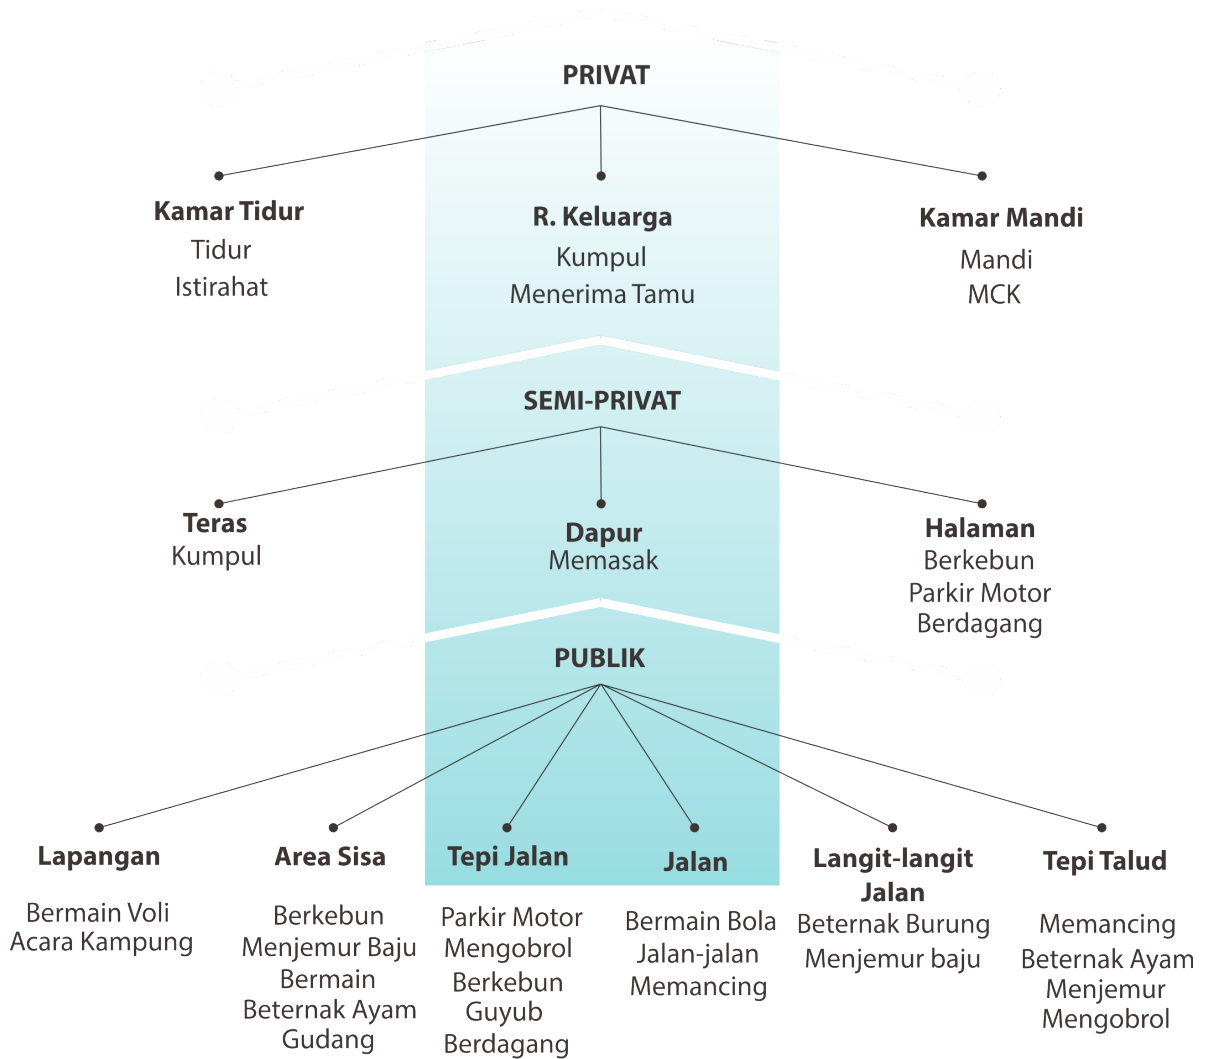 PRIVAT
Kamar Tidur
Tidur
Istirahat
R. Keluarga
Kumpul
Menerima Tamu
Kamar Mandi
Mandi
MCK
SEMI-PRIVAT
Teras
Kumpul
Dapur
Memasak
Halaman
Berkebun
Parkir Motor
Berdagang
PUBLIK
Lapangan
Bermain Voli
Acara Kampung
Area Sisa
Berkebun
Menjemur Baju
Bermain
Beternak Ayam
Gudang
Tepi Jalan
Parkir Motor
Mengobrol
Berkebun
Guyub
Berdagang
Jalan
Bermain Bola
Jalan-jalan
Memancing
Langit-langit
Jalan
Beternak Burung
Menjemur baju
Tepi Talud
Memancing
Beternak Ayam
Menjemur
Mengobrol